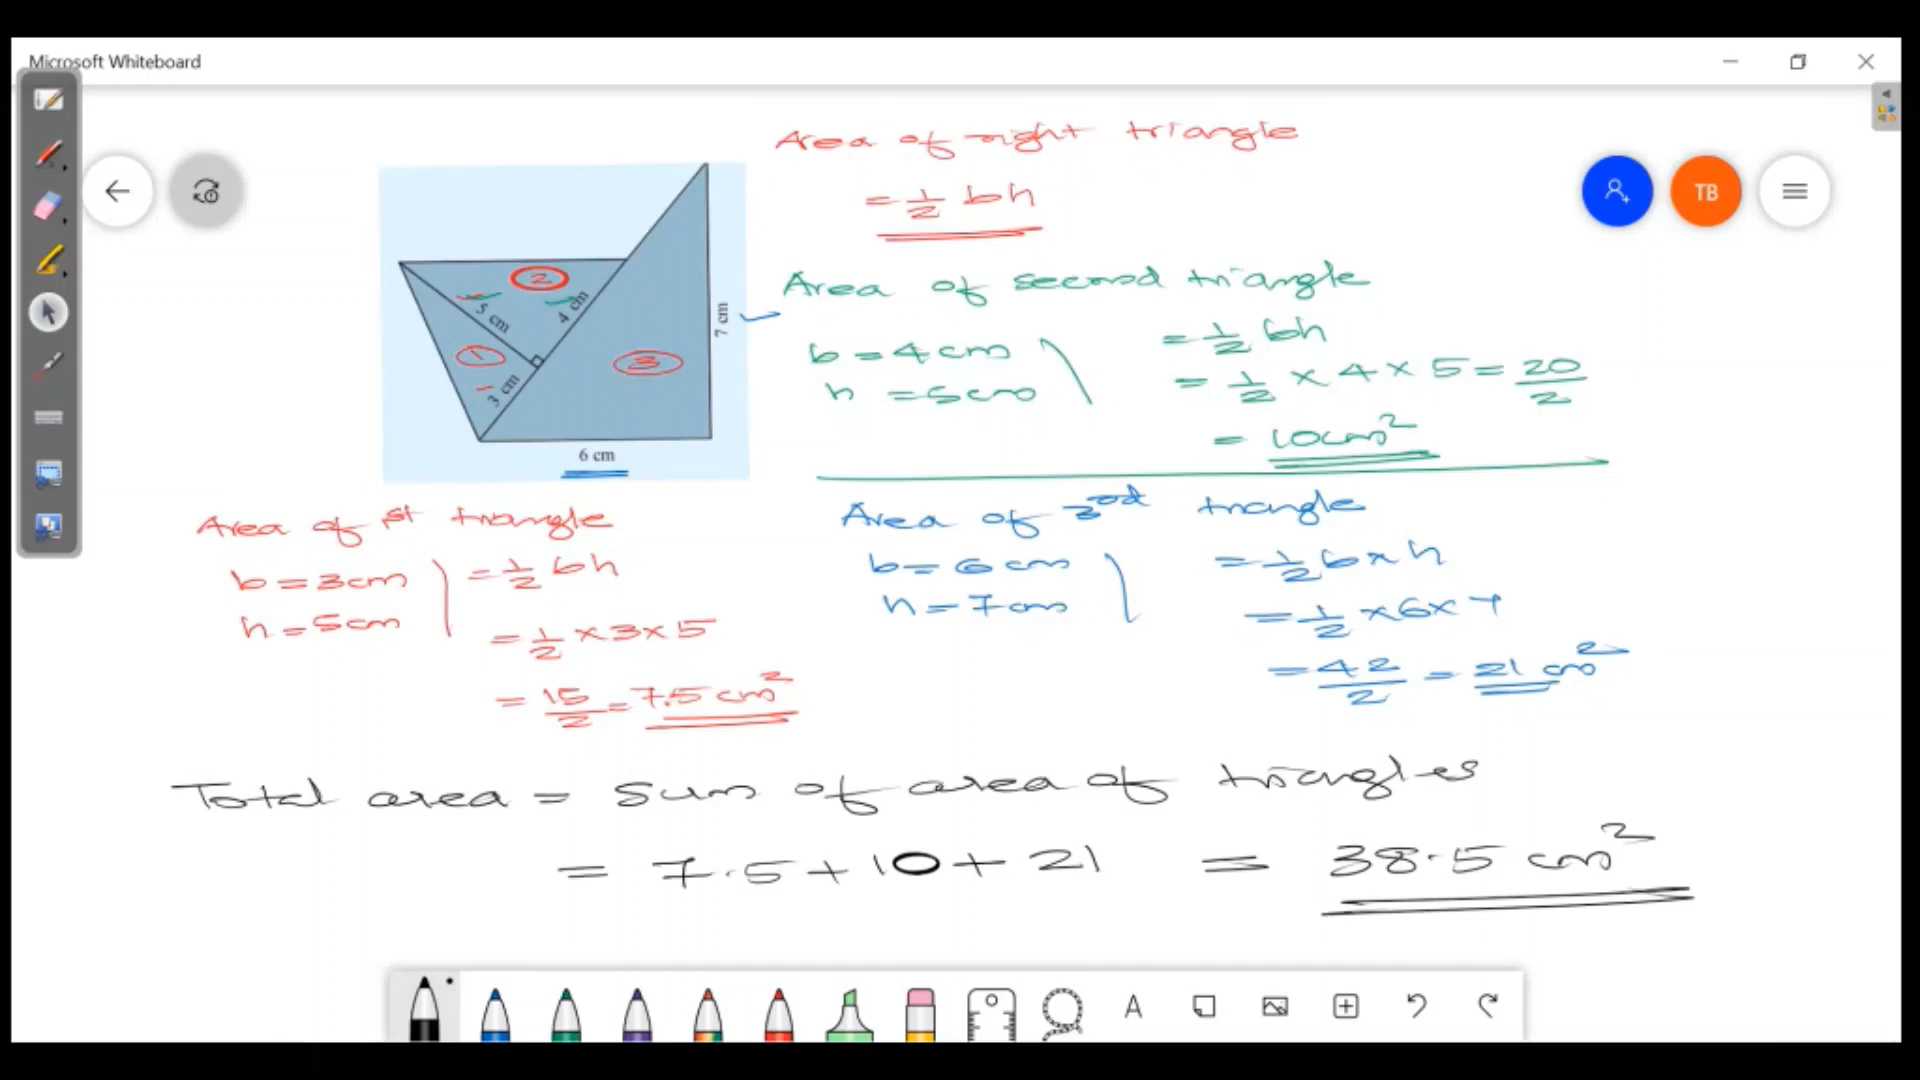 Microsoft Whiteboard
TB
Area of right triangle
= 1/2 bh
2
5 cm
4 cm
7 cm
1
3 cm
3
6 cm
Area of second triangle
b = 4cm
h = 5cm
= 1/2 bh
= 1/2 × 4 × 5 = 20/2
= 10cm²
Area of 1st triangle
b = 3cm
h = 5cm
= 1/2 bh
= 1/2 × 3 × 5
= 15/2 = 7.5 cm²
Area of 3rd triangle
b = 6cm
h = 7cm
= 1/2 b × h
= 1/2 × 6 × 7
= 42/2 = 21 cm²
Total area = sum of area of triangles
= 7.5 + 10 + 21 = 38.5 cm²
A